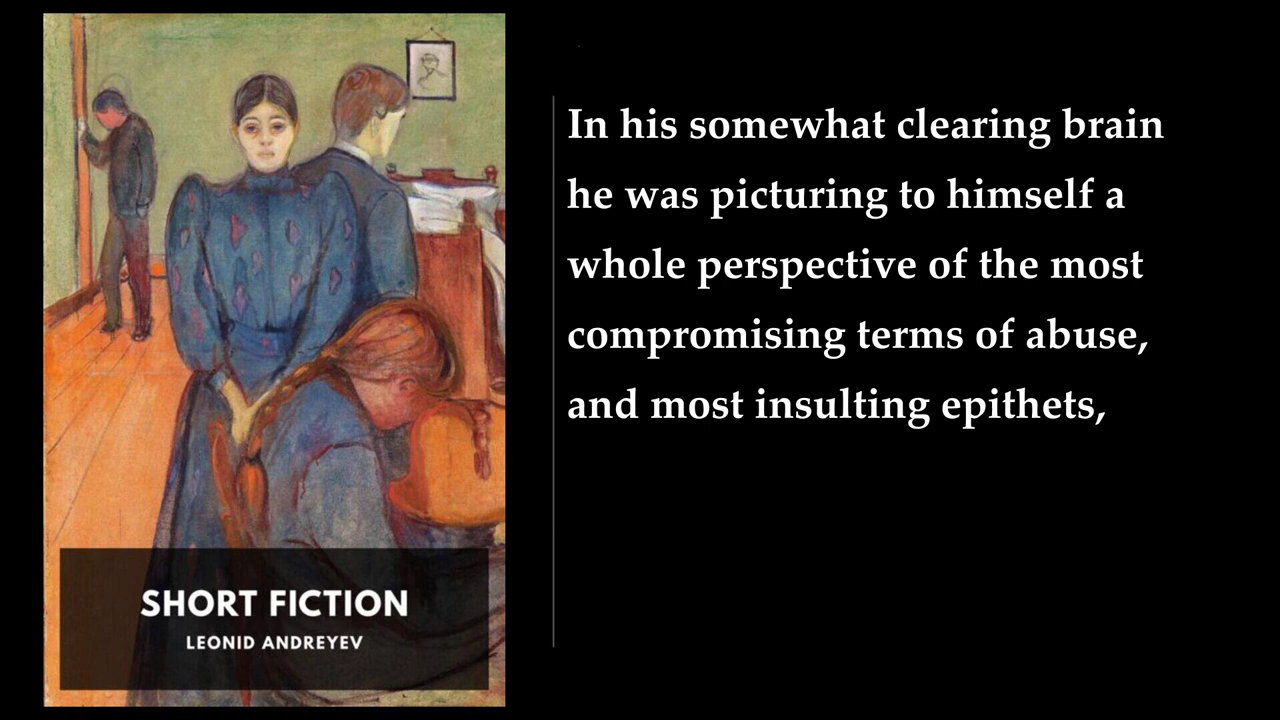 SHORT FICTION
LEONID ANDREYEV
In his somewhat clearing brain
he was picturing to himself a
whole perspective of the most
compromising terms of abuse,
and most insulting epithets,